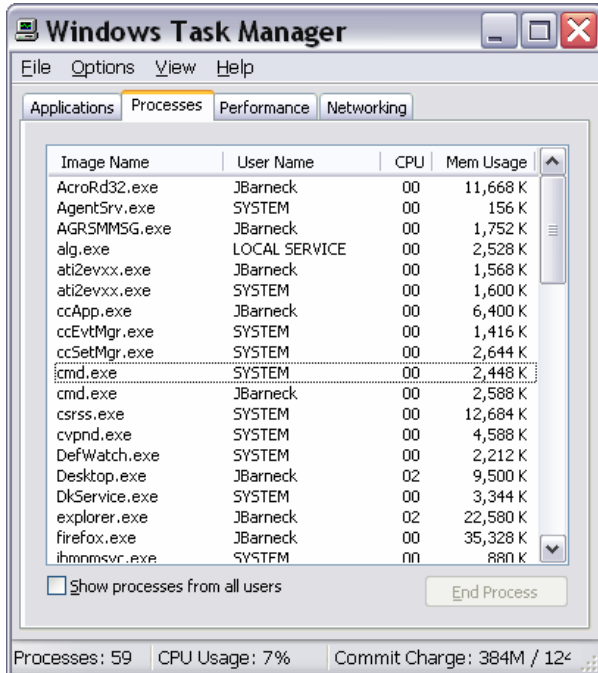 Windows Task Manager
File Options View Help
Applications Processes Performance Networking
Image Name User Name CPU Mem Usage
AcroRd32.exe JBarneck 00 11,668 K
AgentSrv.exe SYSTEM 00 156 K
AGRSMMSG.exe JBarneck 00 1,752 K
alg.exe LOCAL SERVICE 00 2,528 K
ati2evxx.exe JBarneck 00 1,568 K
ati2evxx.exe SYSTEM 00 1,600 K
ccApp.exe JBarneck 00 6,400 K
ccEvtMgr.exe SYSTEM 00 1,416 K
ccSetMgr.exe SYSTEM 00 2,644 K
cmd.exe SYSTEM 00 2,448 K
cmd.exe JBarneck 00 2,588 K
csrss.exe SYSTEM 00 12,684 K
cvpnd.exe SYSTEM 00 4,588 K
DefWatch.exe SYSTEM 00 2,212 K
Desktop.exe JBarneck 02 9,500 K
DkService.exe SYSTEM 00 3,344 K
explorer.exe JBarneck 02 22,580 K
firefox.exe JBarneck 00 35,328 K
ibmpmsvc.exe SYSTEM 00 880 K
Show processes from all users
End Process
Processes: 59 CPU Usage: 7% Commit Charge: 384M / 124